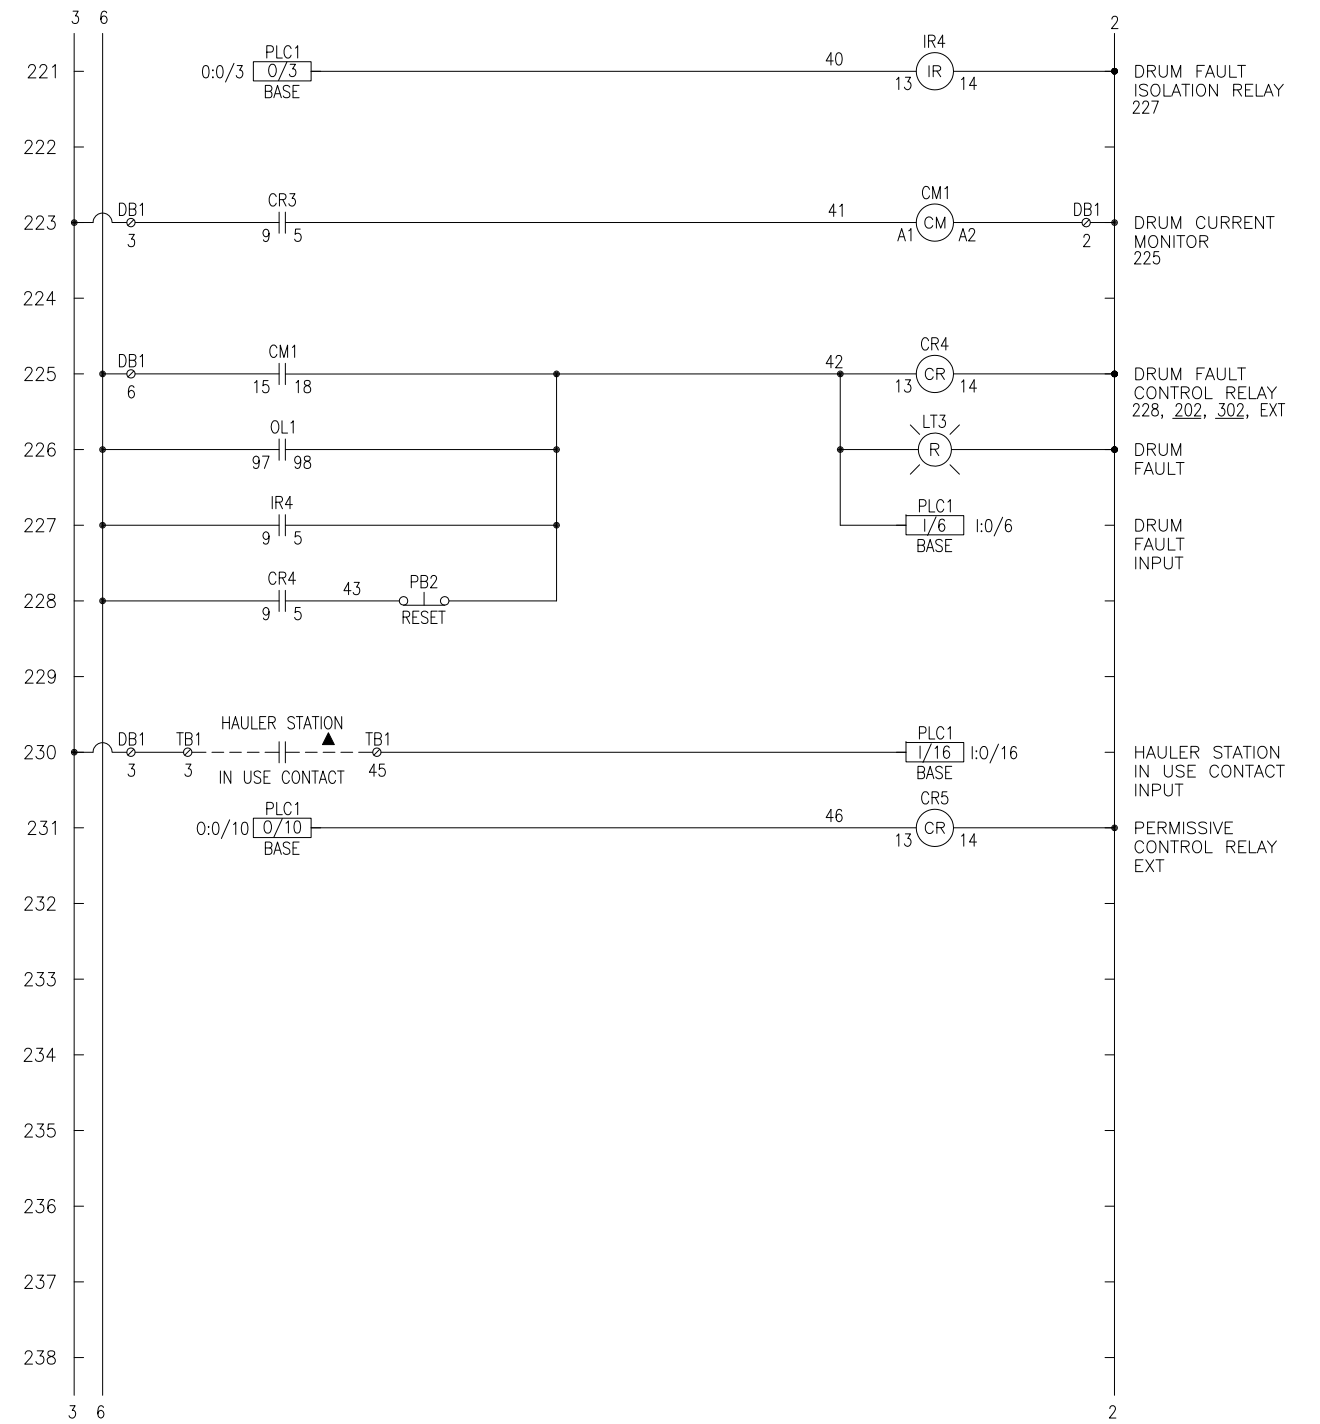 3 6 2
PLC1 IR4
221 0:0/3 0/3 40 IR DRUM FAULT
BASE 13 14 ISOLATION RELAY
227
222
DB1 CR3 CM1 DB1
223 41 CM DRUM CURRENT
3 9 5 A1 A2 2 MONITOR
225
224
DB1 CM1 CR4
225 42 CR DRUM FAULT
6 15 18 13 14 CONTROL RELAY
228, 202, 302, EXT
OL1 LT3
226 R DRUM
97 98 FAULT
IR4 PLC1
227 I/6 I:0/6 DRUM
9 5 BASE FAULT
INPUT
CR4 43 PB2
228
9 5 RESET
229
HAULER STATION
DB1 TB1 TB1 PLC1
230 I/16 I:0/16 HAULER STATION
3 3 IN USE CONTACT 45 BASE IN USE CONTACT
INPUT
PLC1 CR5
231 0:0/10 0/10 46 CR PERMISSIVE
BASE 13 14 CONTROL RELAY
EXT
232
233
234
235
236
237
238
3 6 2